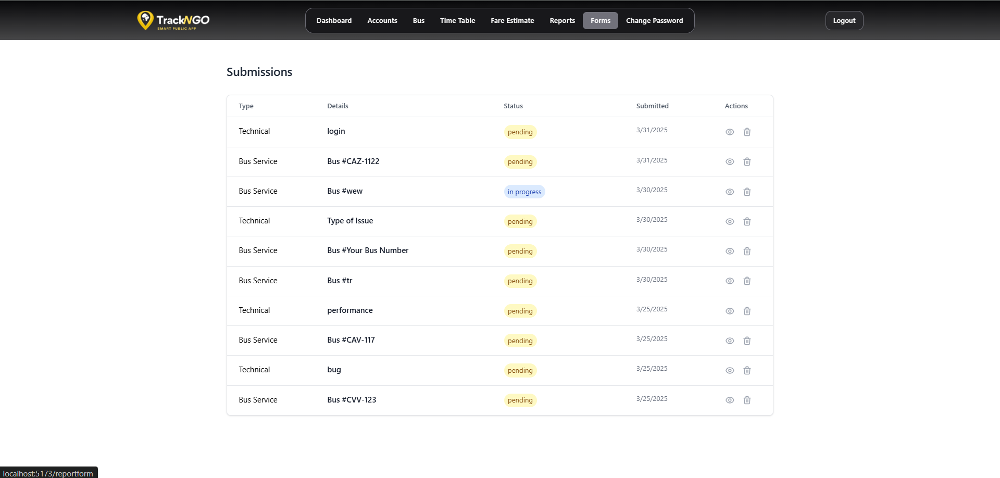 TrackNGO
SMART PUBLIC APP
Dashboard Accounts Bus Time Table Fare Estimate Reports Forms Change Password Logout
Submissions
Type Details Status Submitted Actions
Technical login pending 3/31/2025
Bus Service Bus #CAZ-1122 pending 3/31/2025
Bus Service Bus #wew in progress 3/30/2025
Technical Type of Issue pending 3/30/2025
Bus Service Bus #Your Bus Number pending 3/30/2025
Bus Service Bus #tr pending 3/30/2025
Technical performance pending 3/25/2025
Bus Service Bus #CAV-117 pending 3/25/2025
Technical bug pending 3/25/2025
Bus Service Bus #CVV-123 pending 3/25/2025
localhost:5173/reportform